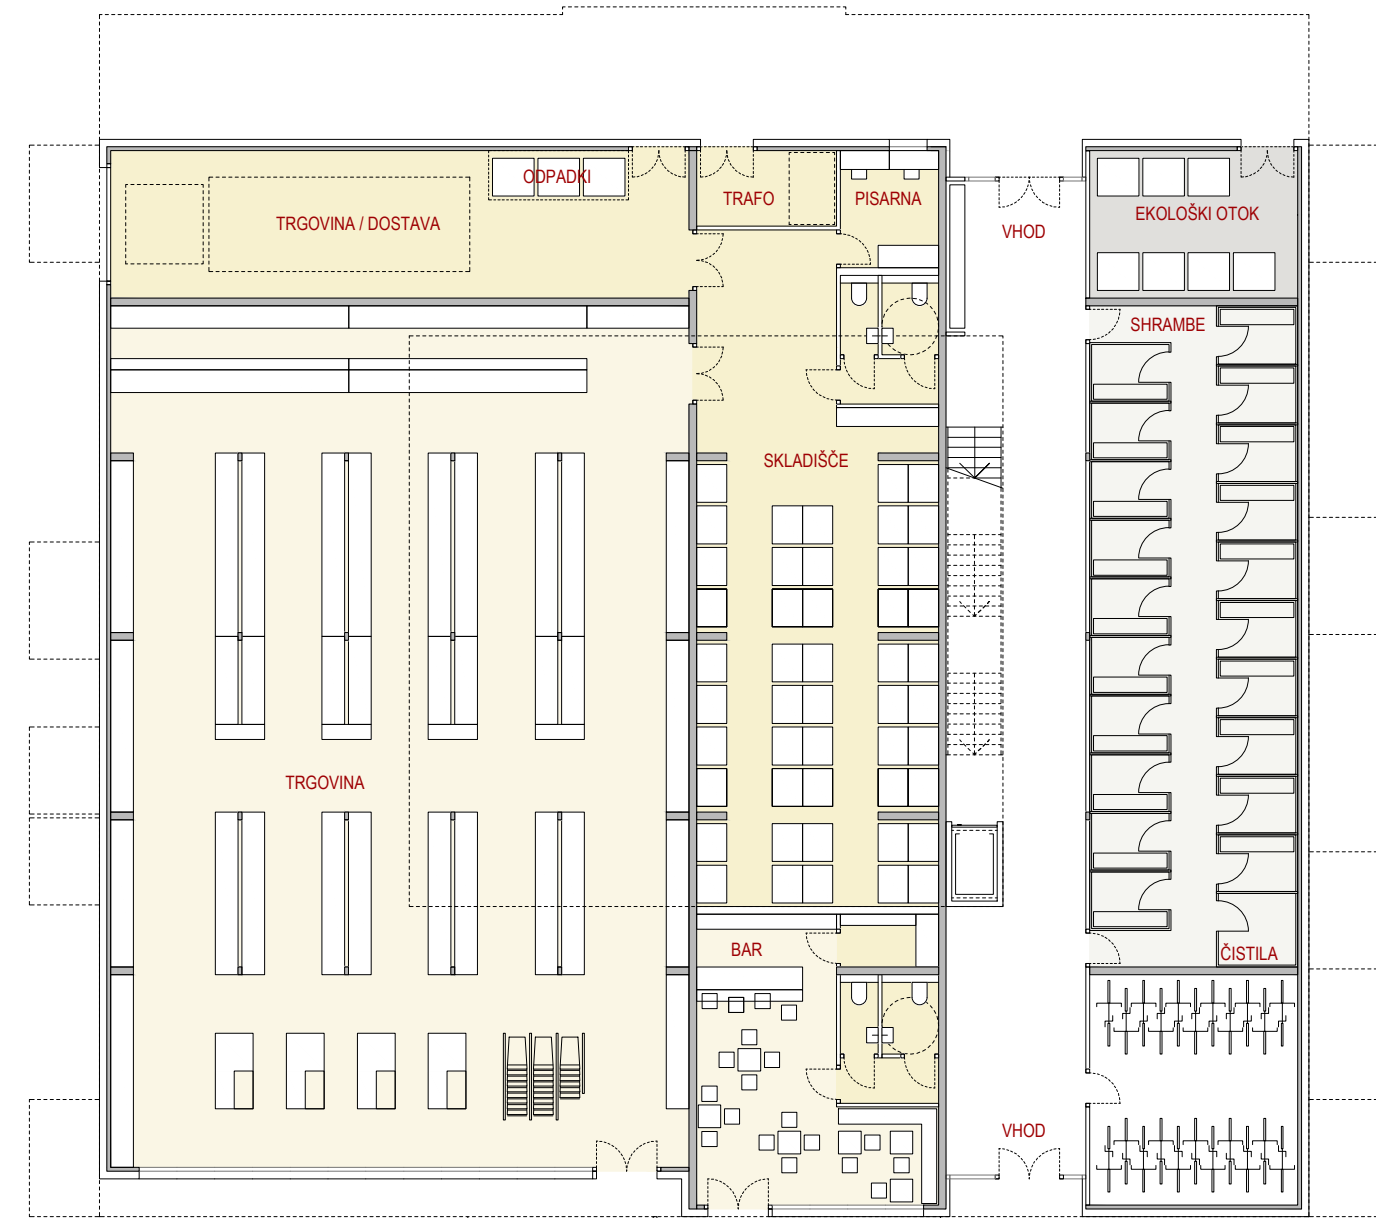 ODPADKI
TRGOVINA / DOSTAVA
TRAFO
PISARNA
VHOD
EKOLOŠKI OTOK
SHRAMBE
SKLADIŠČE
TRGOVINA
BAR
ČISTILA
VHOD